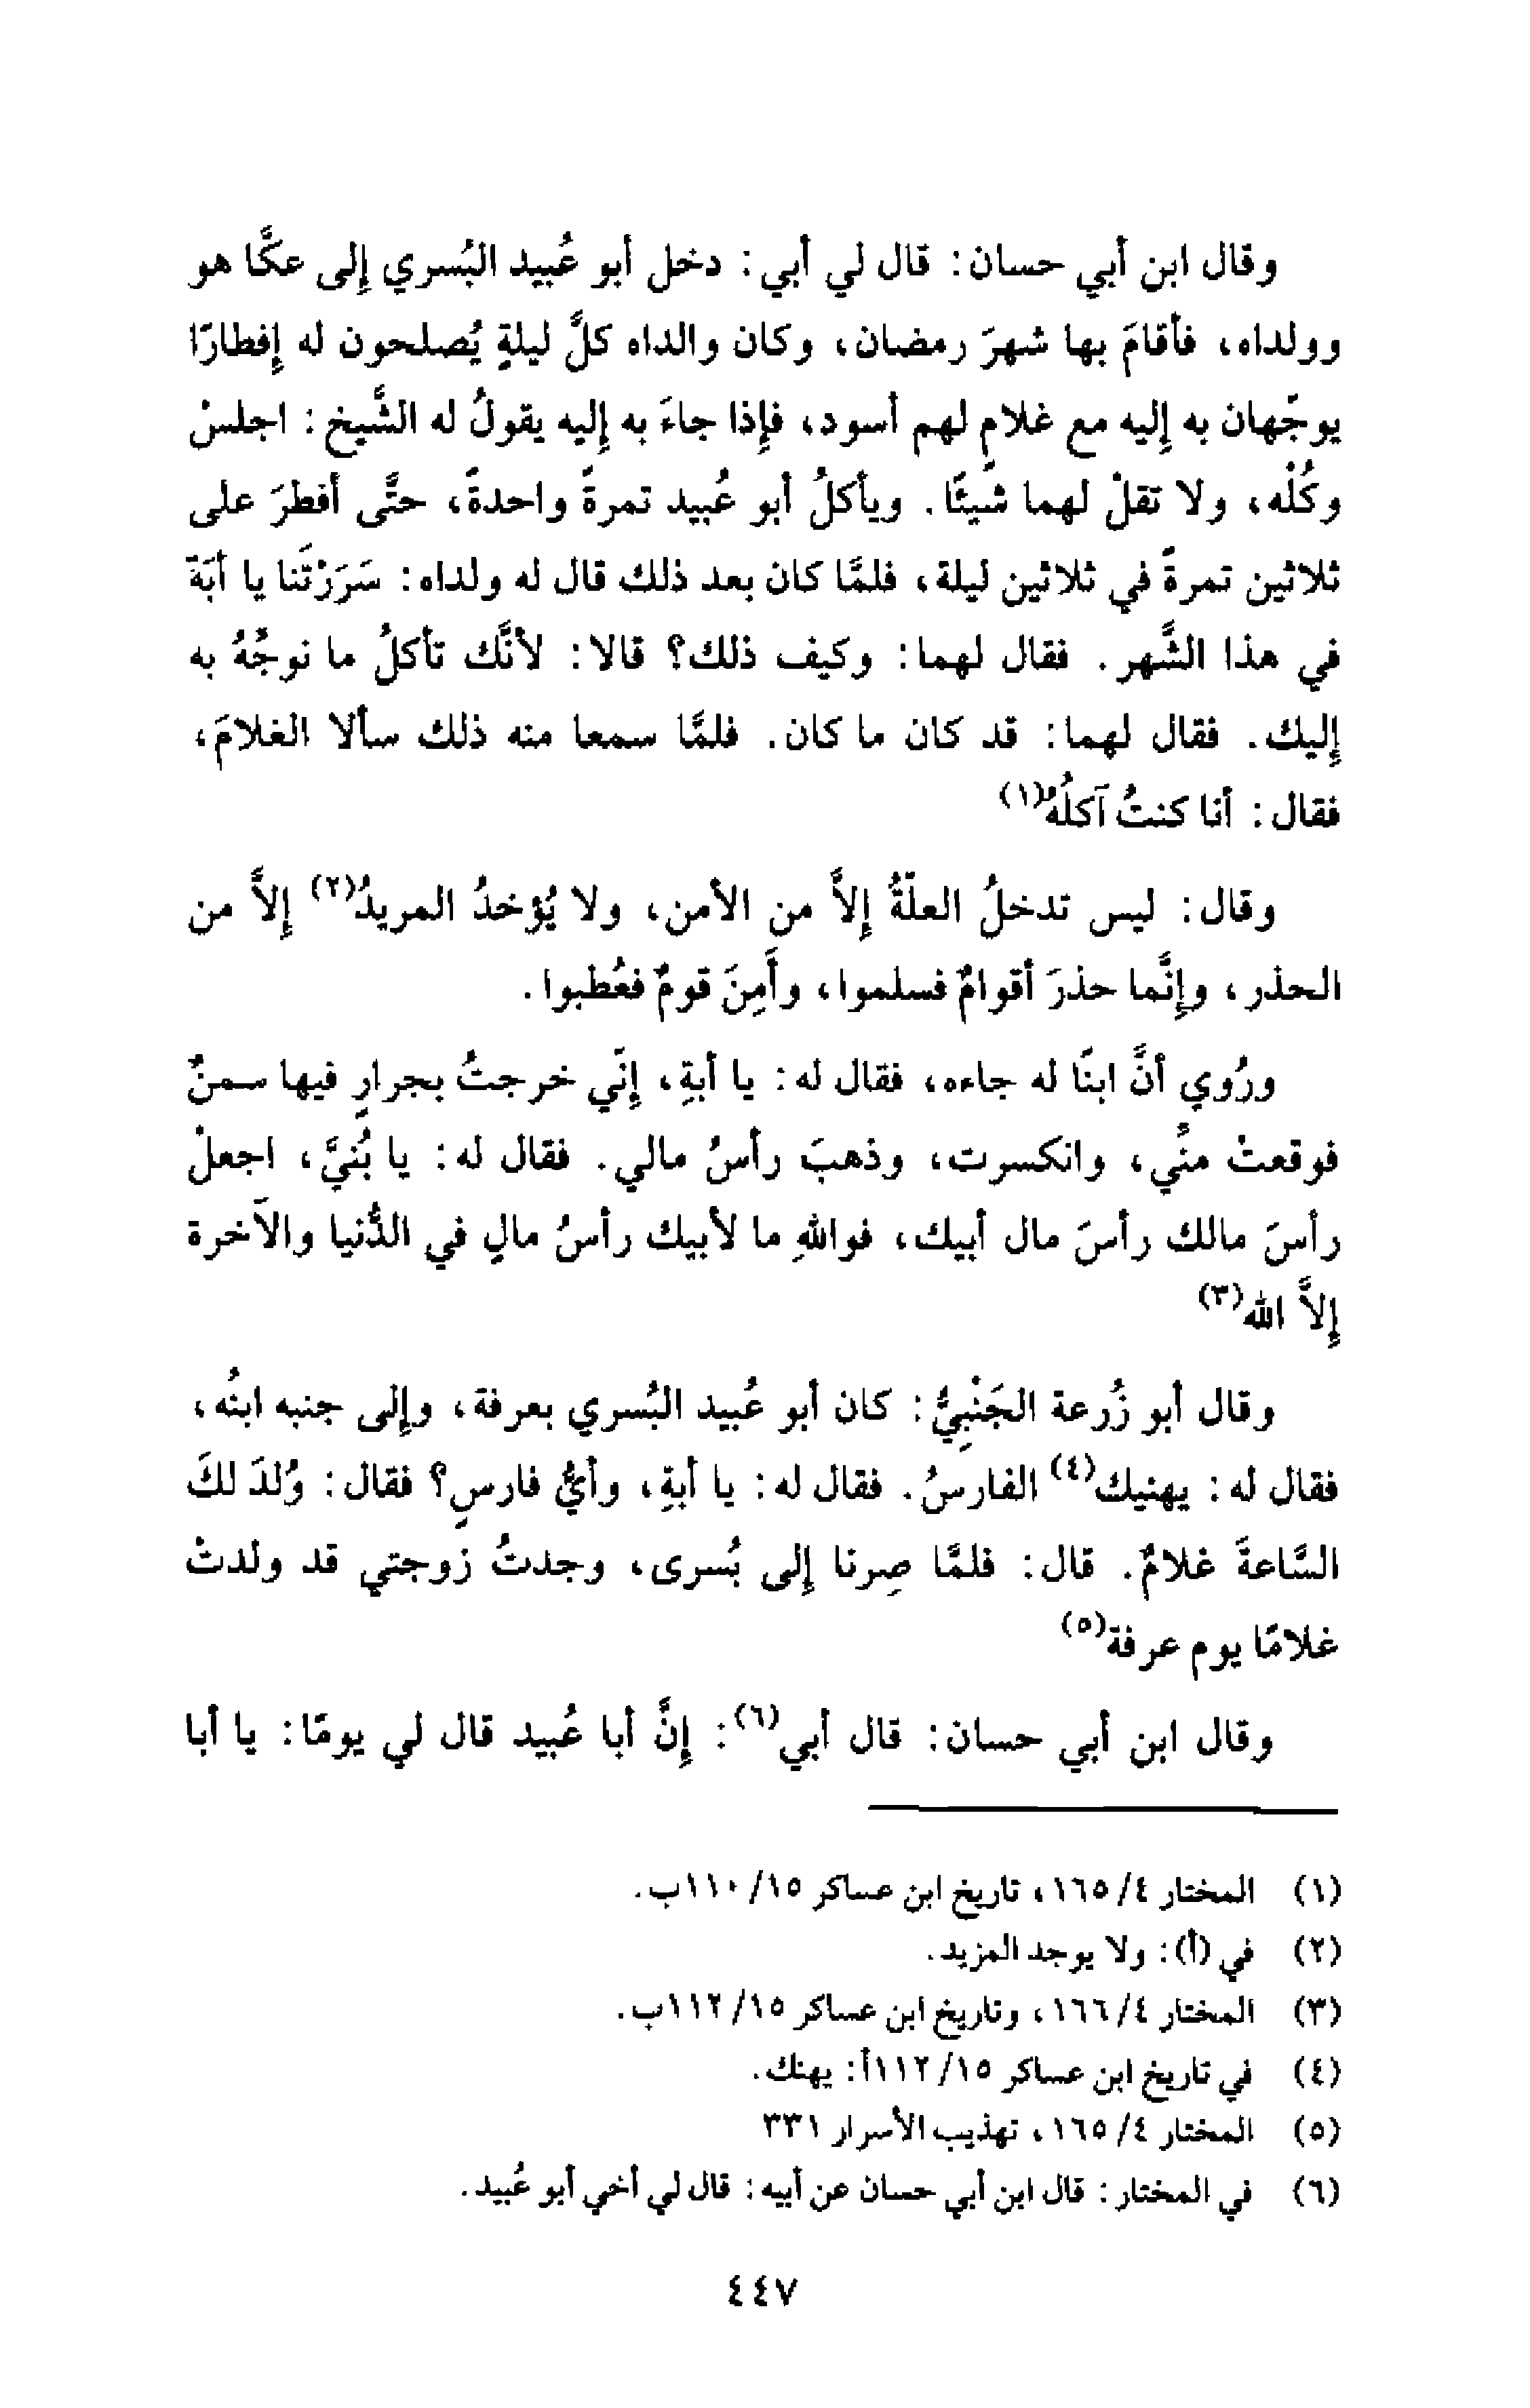 وقال ابن أبي حسان: قال لي أبي: دخل أبو عُبيد البُسري إلى عكَّا هو
وولداه، فأقامَ بها شهرَ رمضان، وكان والداه كلَّ ليلةٍ يُصلحون له إفطارًا
يوجّهان به إليه مع غلامٍ لهم أسود، فإذا جاءَ به إليه يقولُ له الشَّيخ: اجلسْ
وكُلْه، ولا تقلْ لهما شيئًا. ويأكلُ أبو عُبيد تمرةً واحدةً، حتَّى أفطرَ على
ثلاثين تمرةً في ثلاثين ليلة، فلمَّا كان بعد ذلك قال له ولداه: سَرَرْتَنا يا أبَةَ
في هذا الشَّهر. فقال لهما: وكيف ذلك؟ قالا: لأنَّك تأكلُ ما نوجِّهُ به
إليك. فقال لهما: قد كان ما كان. فلمَّا سمعا منه ذلك سألا الغلامَ،
فقال: أنا كنتُ آكلُهُ(١)
وقال: ليس تدخلُ العلّةُ إلاَّ من الأمن، ولا يُؤخذُ المريدُ(٢) إلاَّ من
الحذر، وإنَّما حذرَ أقوامٌ فسلموا، وأَمِنَ قومٌ فعُطبوا.
ورُوي أنَّ ابنًا له جاءه، فقال له: يا أبةِ، إنّي خرجتُ بجرارٍ فيها سمنٌ
فوقعتْ منّي، وانكسرت، وذهبَ رأسُ مالي. فقال له: يا بُنيَّ، اجعلْ
رأسَ مالك رأسَ مال أبيك، فواللهِ ما لأبيك رأسُ مالٍ في الدُّنيا والآخرة
إلاَّ الله(٣)
وقال أبو زُرعة الجَنْبِيُّ: كان أبو عُبيد البُسري بعرفة، وإلى جنبه ابنُه،
فقال له: يهنيك(٤) الفارسُ. فقال له: يا أبةِ، وأيُّ فارسٍ؟ فقال: وُلدَ لكَ
السَّاعةَ غلامٌ. قال: فلمَّا صِرنا إلى بُسرى، وجدتُ زوجتي قد ولدتْ
غلامًا يوم عرفة(٥)
وقال ابن أبي حسان: قال أبي(٦): إنَّ أبا عُبيد قال لي يومًا: يا أبا
(١) المختار ٤/ ١٦٥، تاريخ ابن عساكر ١٥/ ١١٠ب.
(٢) في (أ): ولا يوجد المزيد.
(٣) المختار ٤/ ١٦٦، وتاريخ ابن عساكر ١٥/ ١١٢ب.
(٤) في تاريخ ابن عساكر ١٥/ ١١٢أ: يهنك.
(٥) المختار ٤/ ١٦٥، تهذيب الأسرار ٣٣١
(٦) في المختار: قال ابن أبي حسان عن أبيه: قال لي أخي أبو عُبيد.
٤٤٧